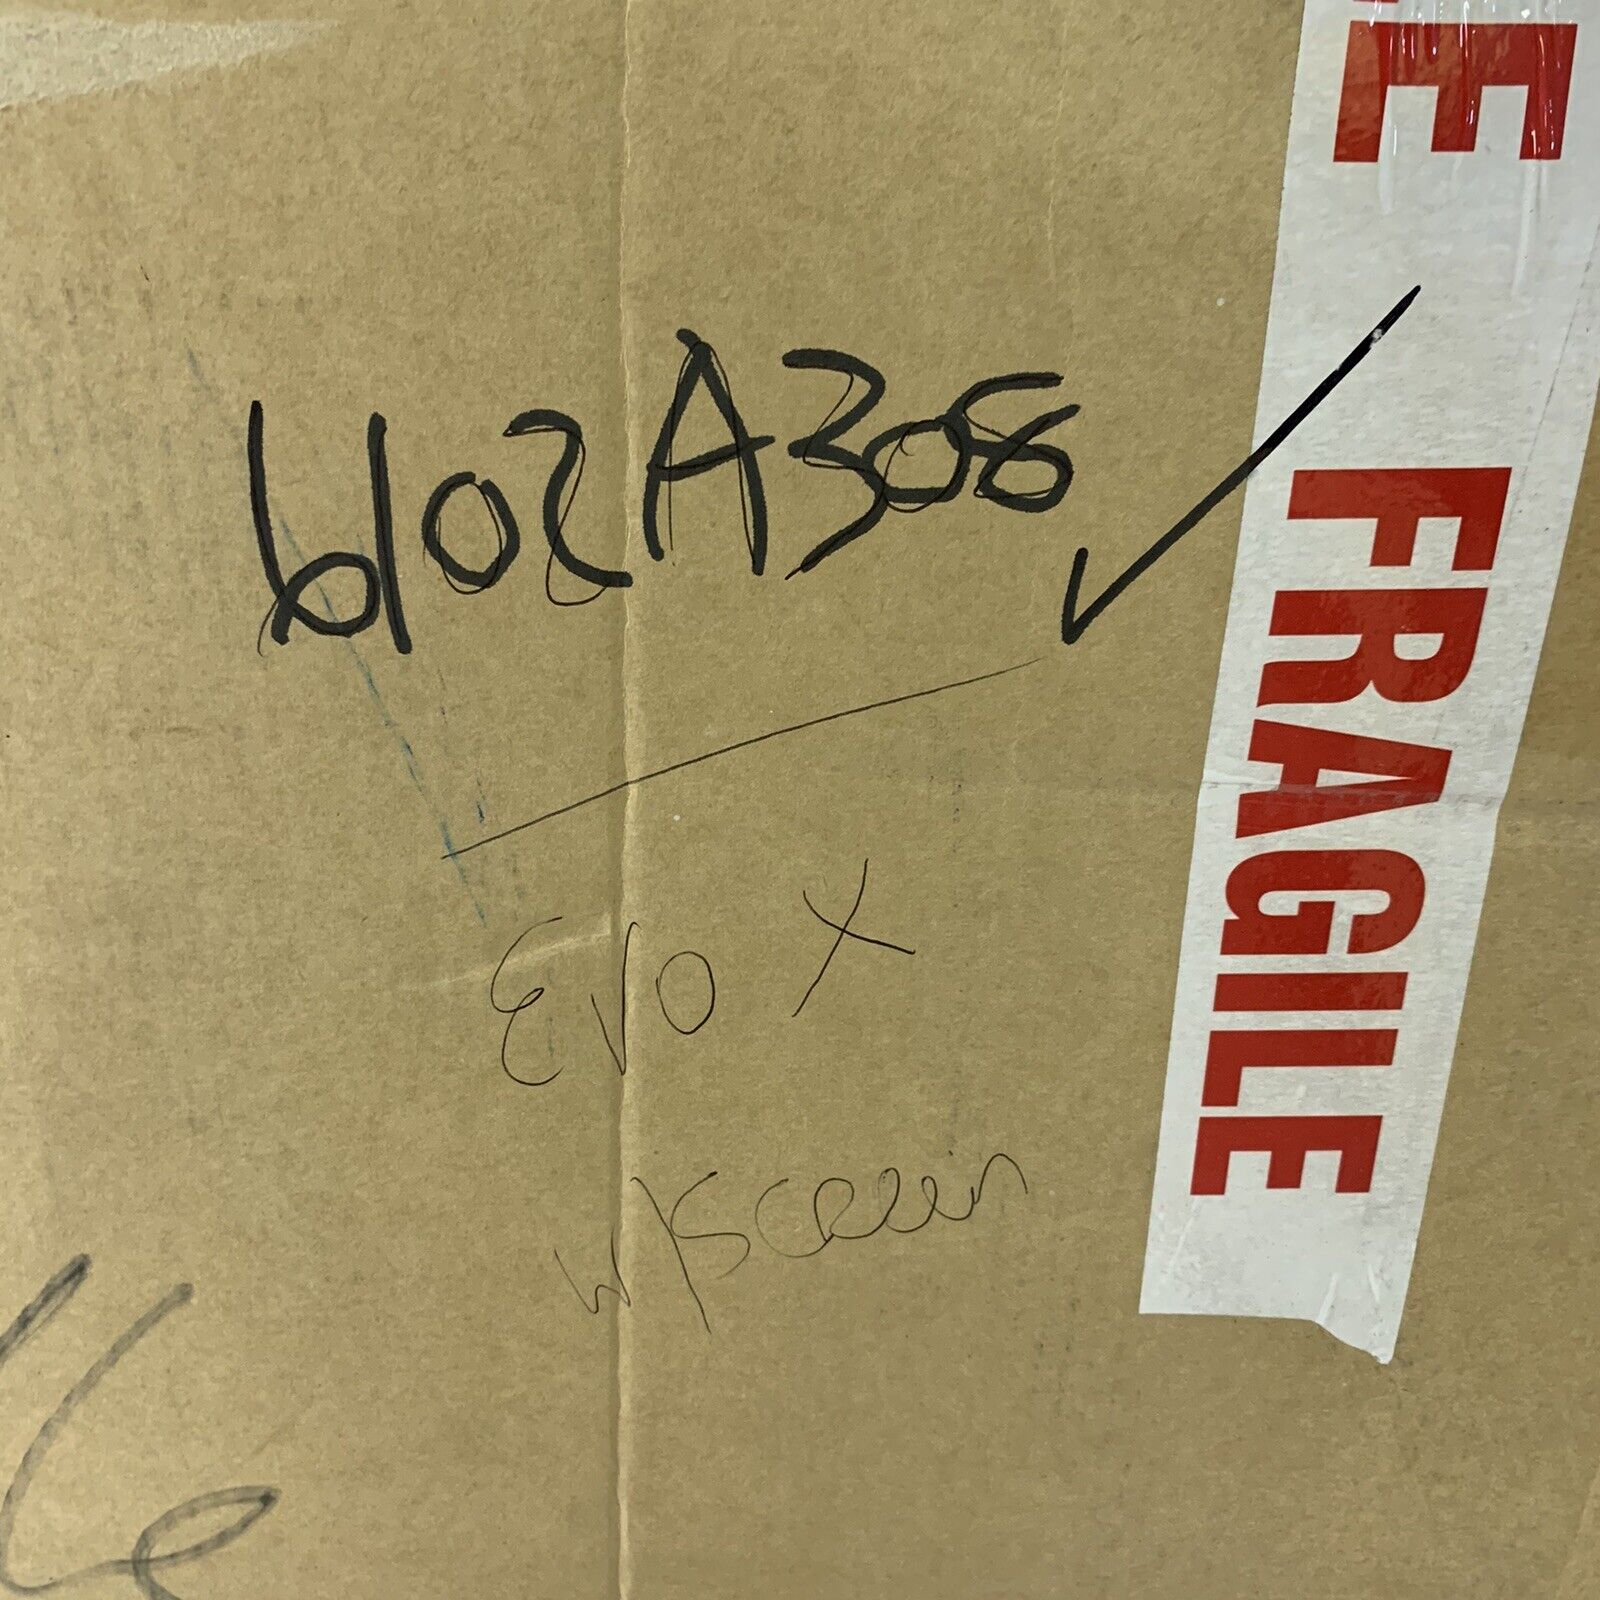 6102A308 ✓
EVO X
W/SCREEN
FRAGILE